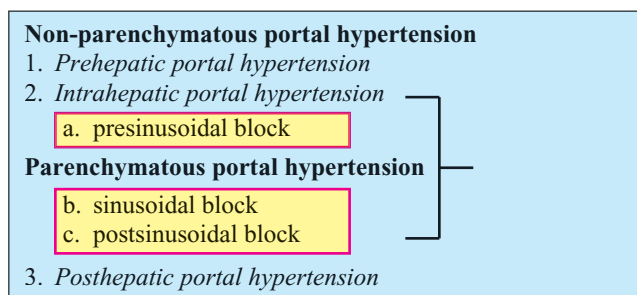 Non-parenchymatous portal hypertension
1. Prehepatic portal hypertension
2. Intrahepatic portal hypertension
a. presinusoidal block
Parenchymatous portal hypertension
b. sinusoidal block
c. postsinusoidal block
3. Posthepatic portal hypertension